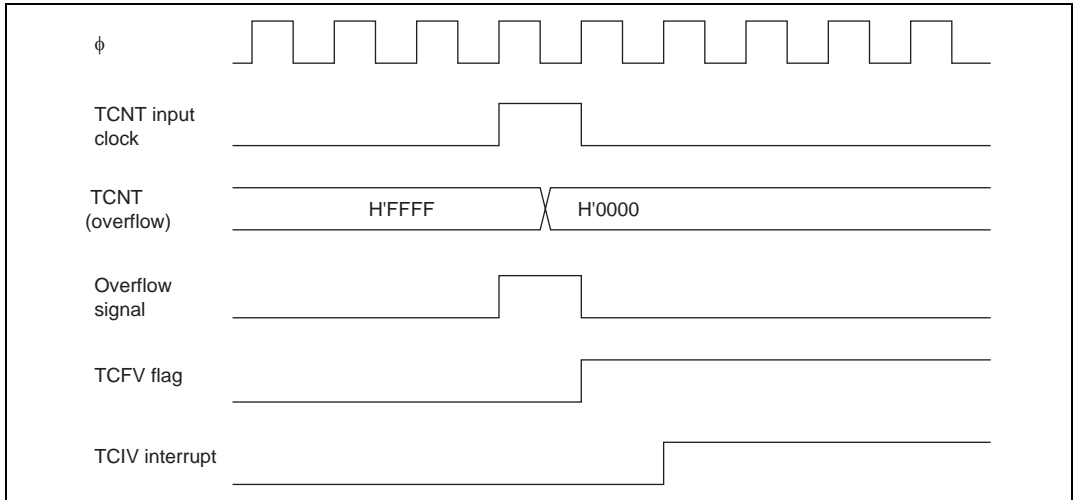 ϕ
TCNT input
clock
TCNT
(overflow)
H'FFFF
H'0000
Overflow
signal
TCFV flag
TCIV interrupt